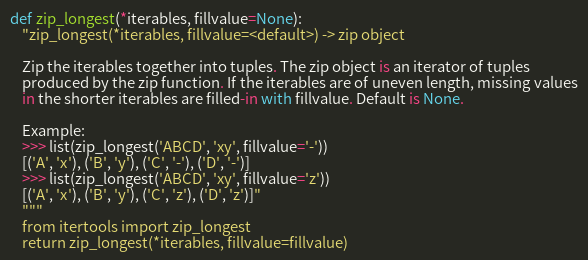 def zip_longest(*iterables, fillvalue=None):
"zip_longest(*iterables, fillvalue=<default>) -> zip object
Zip the iterables together into tuples. The zip object is an iterator of tuples
produced by the zip function. If the iterables are of uneven length, missing values
in the shorter iterables are filled-in with fillvalue. Default is None.
Example:
>>> list(zip_longest('ABCD', 'xy', fillvalue='-'))
[('A', 'x'), ('B', 'y'), ('C', '-'), ('D', '-')]
>>> list(zip_longest('ABCD', 'xy', fillvalue='z'))
[('A', 'x'), ('B', 'y'), ('C', 'z'), ('D', 'z')]"
"""
from itertools import zip_longest
return zip_longest(*iterables, fillvalue=fillvalue)